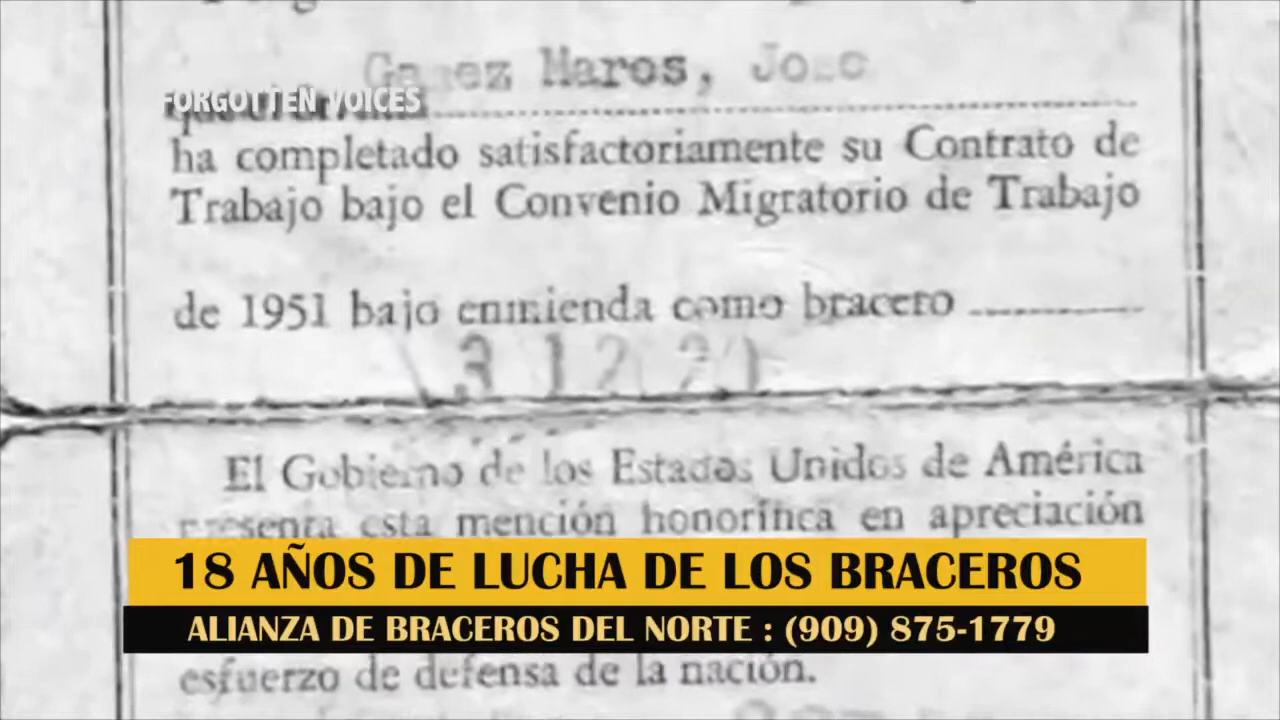 Maros,
FORGOTTEN VOICES
ha completado satisfactoriamente su Contrato de
Trabajo bajo el Convenio Migratorio de Trabajo
de 1951 bajo enmienda como bracero
El Gobierno de los Estados Unidos de América
presenta esta mención honorífica en apreciación
18 AÑOS DE LUCHA DE LOS BRACEROS
ALIANZA DE BRACEROS DEL NORTE : (909) 875-1779
esfuerzo de defensa de la nación.